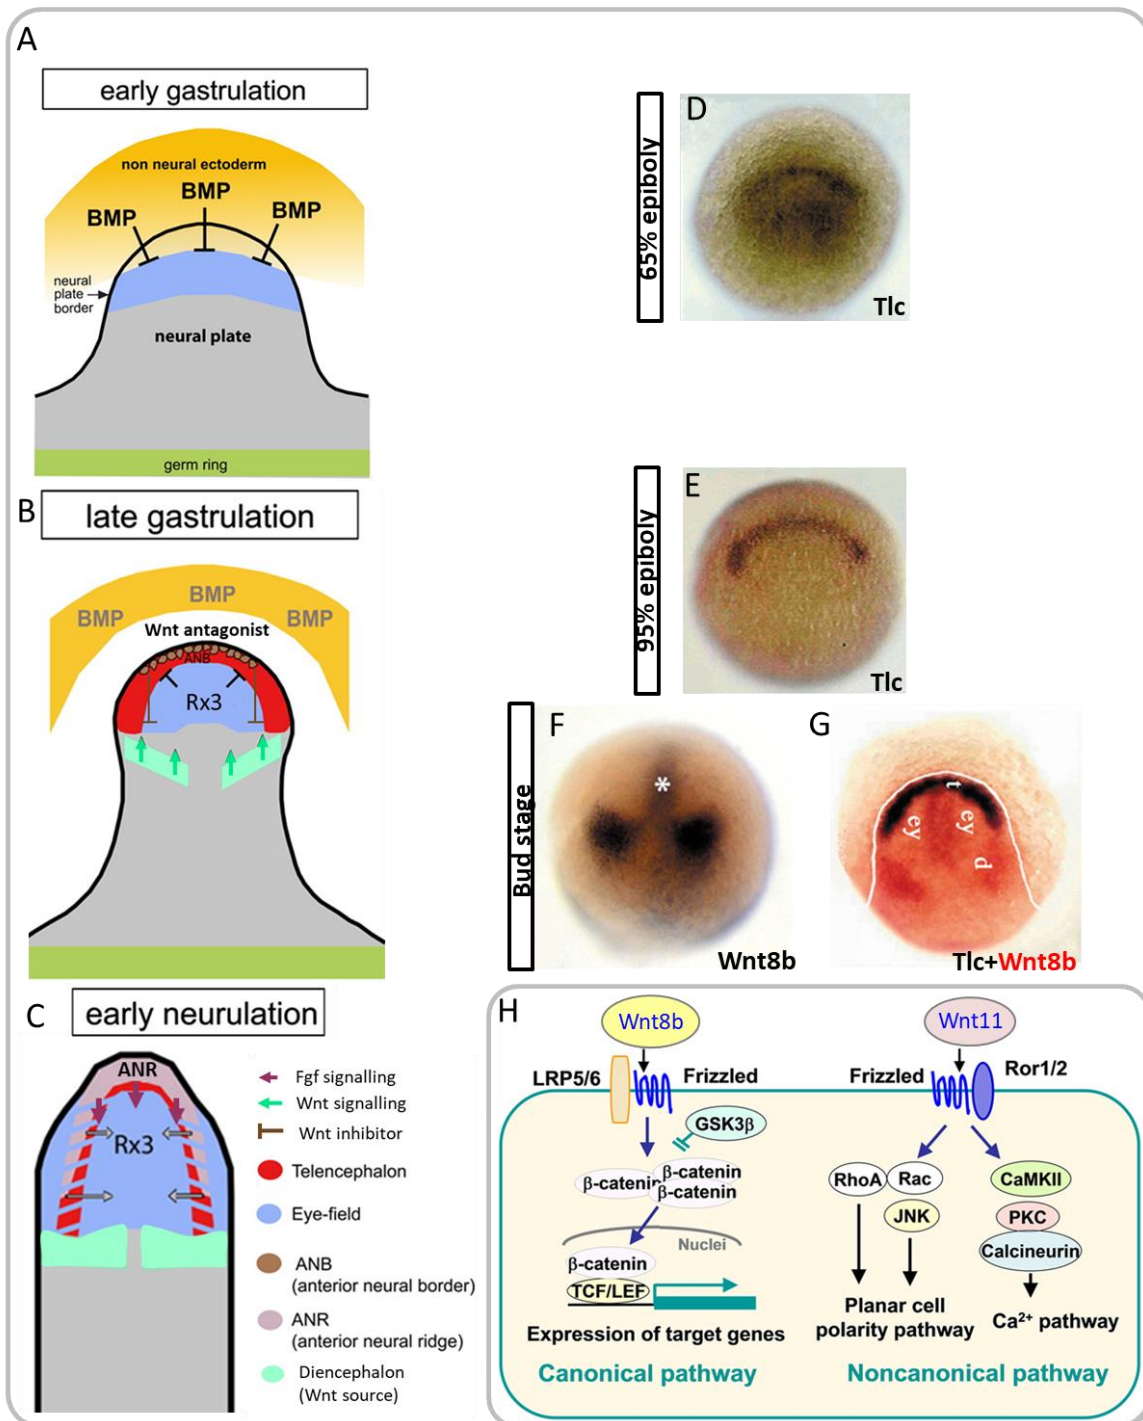 A
early gastrulation
non neural ectoderm
BMP
BMP
BMP
neural
plate
border
neural plate
germ ring
65% epiboly
D
Tlc
B
late gastrulation
BMP
BMP
BMP
Wnt antagonist
ANB
Rx3
95% epiboly
E
Tlc
Bud stage
F
*
Wnt8b
G
t
ey
ey
d
Tlc+Wnt8b
C
early neurulation
ANR
Rx3
Fgf signalling
Wnt signalling
Wnt inhibitor
Telencephalon
Eye-field
ANB
(anterior neural border)
ANR
(anterior neural ridge)
Diencephalon
(Wnt source)
H
Wnt8b
Wnt11
LRP5/6
Frizzled
Frizzled
Ror1/2
GSK3β
β-catenin
β-catenin
β-catenin
Nuclei
β-catenin
TCF/LEF
Expression of target genes
Canonical pathway
RhoA
Rac
JNK
CaMKII
PKC
Calcineurin
Planar cell
polarity pathway
Ca²⁺ pathway
Noncanonical pathway